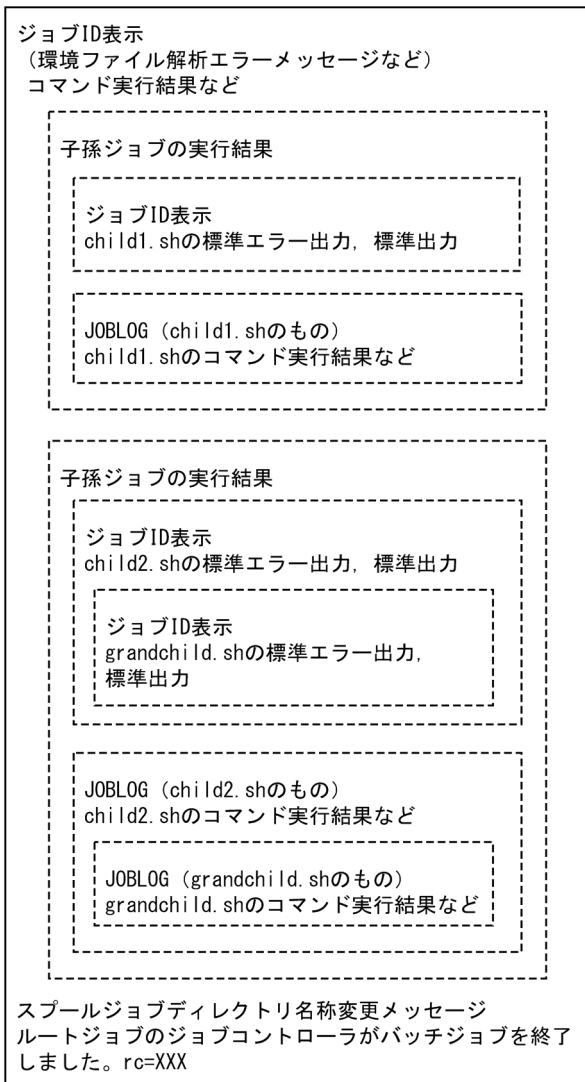 ジョブID表示
（環境ファイル解析エラーメッセージなど）
コマンド実行結果など
子孫ジョブの実行結果
ジョブID表示
child1.shの標準エラー出力，標準出力
JOBLOG（child1.shのもの）
child1.shのコマンド実行結果など
子孫ジョブの実行結果
ジョブID表示
child2.shの標準エラー出力，標準出力
ジョブID表示
grandchild.shの標準エラー出力，
標準出力
JOBLOG（child2.shのもの）
child2.shのコマンド実行結果など
JOBLOG（grandchild.shのもの）
grandchild.shのコマンド実行結果など
スプールジョブディレクトリ名称変更メッセージ
ルートジョブのジョブコントローラがバッチジョブを終了
しました。rc=XXX